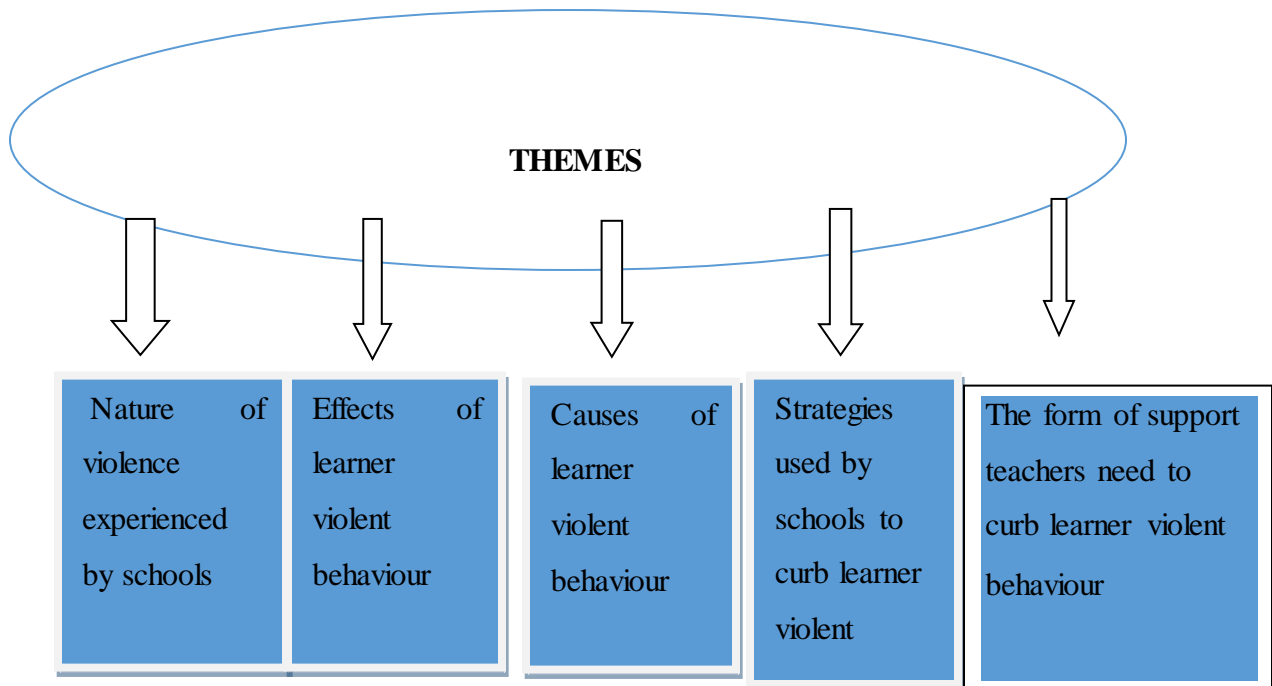 THEMES
Nature of
violence
experienced
by schools
Effects of
learner
violent
behaviour
Causes of
learner
violent
behaviour
Strategies
used by
schools to
curb learner
violent
The form of support
teachers need to
curb learner violent
behaviour